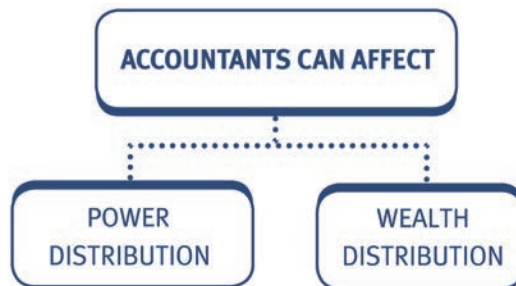 ACCOUNTANTS CAN AFFECT
POWER
DISTRIBUTION
WEALTH
DISTRIBUTION